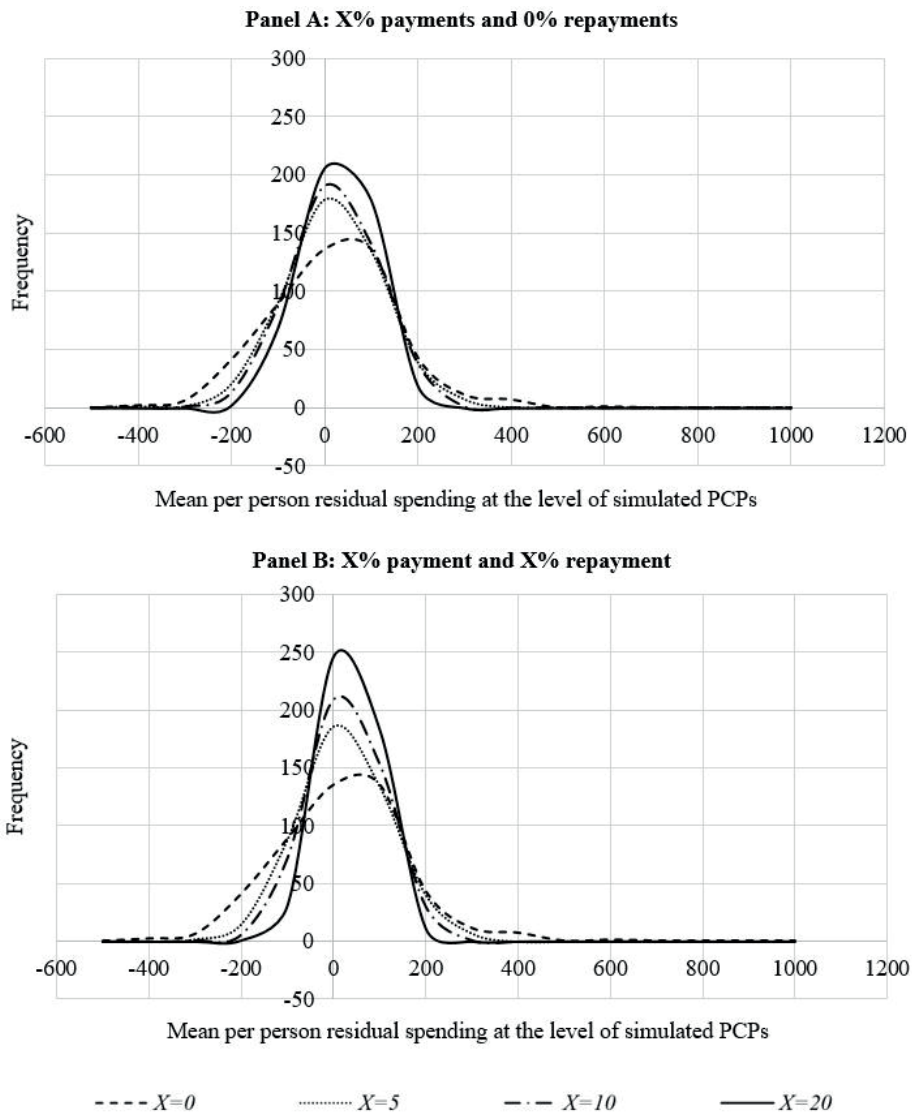 Panel A: X% payments and 0% repayments
300
250
200
150
100
50
0
-50
-600 -400 -200 0 200 400 600 800 1000 1200
Frequency
Mean per person residual spending at the level of simulated PCPs
Panel B: X% payment and X% repayment
300
250
200
150
100
50
0
-50
-600 -400 -200 0 200 400 600 800 1000 1200
Frequency
Mean per person residual spending at the level of simulated PCPs
X=0 X=5 X=10 X=20